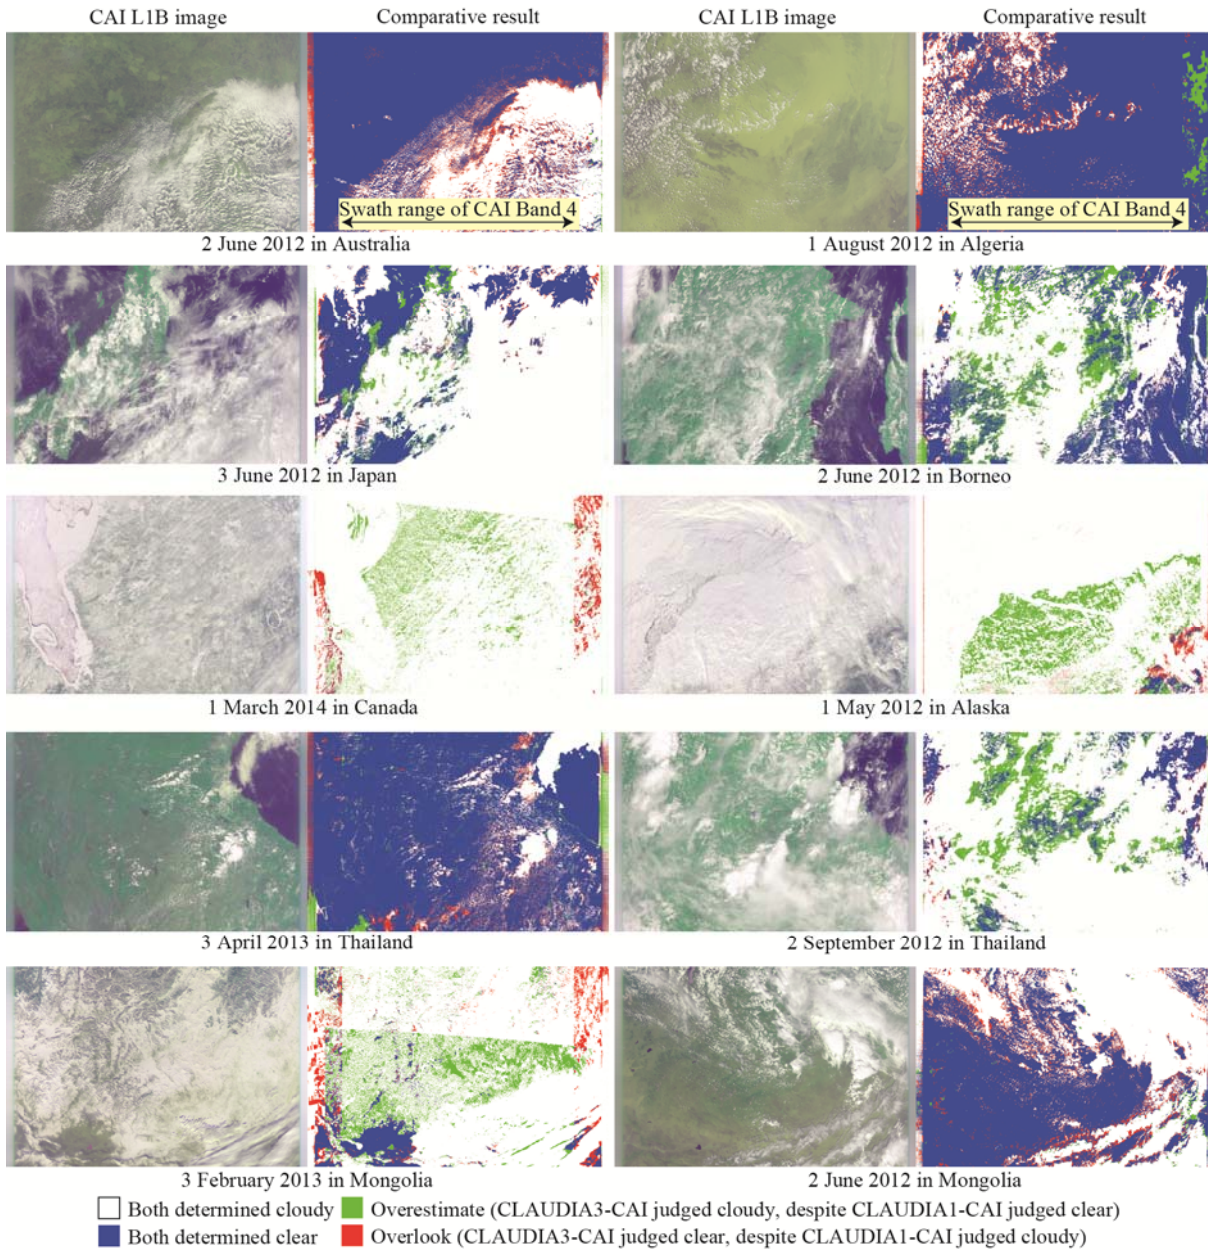 CAI L1B image Comparative result CAI L1B image Comparative result
Swath range of CAI Band 4 Swath range of CAI Band 4
2 June 2012 in Australia 1 August 2012 in Algeria
3 June 2012 in Japan 2 June 2012 in Borneo
1 March 2014 in Canada 1 May 2012 in Alaska
3 April 2013 in Thailand 2 September 2012 in Thailand
3 February 2013 in Mongolia 2 June 2012 in Mongolia
Both determined cloudy Overestimate (CLAUDIA3-CAI judged cloudy, despite CLAUDIA1-CAI judged clear)
Both determined clear Overlook (CLAUDIA3-CAI judged clear, despite CLAUDIA1-CAI judged cloudy)